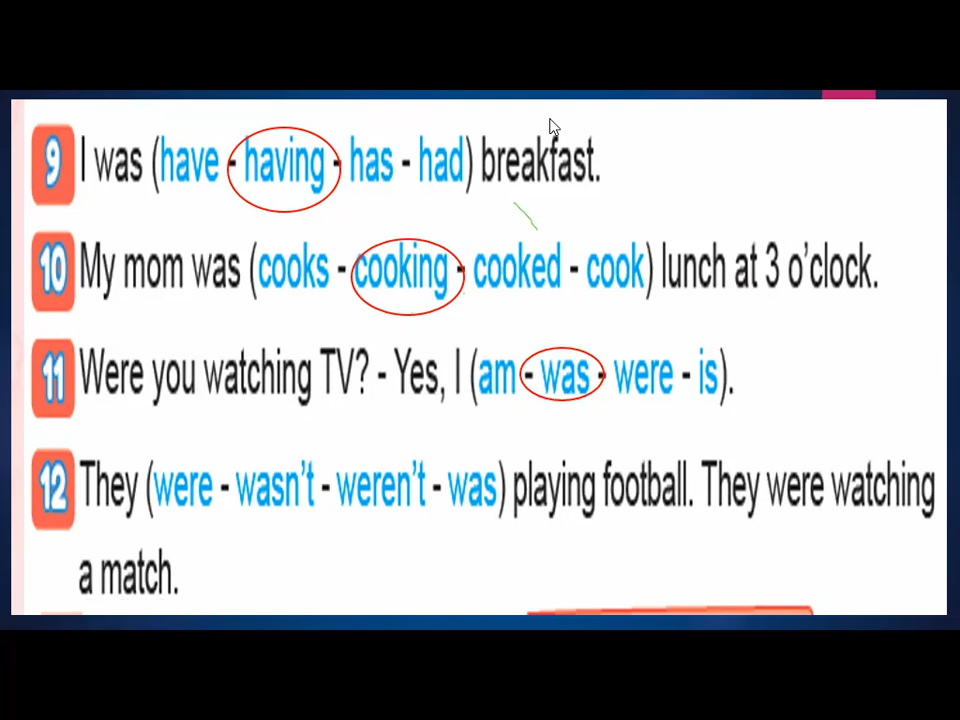 9 I was (have - having - has - had) breakfast.
10 My mom was (cooks - cooking - cooked - cook) lunch at 3 o'clock.
11 Were you watching TV? - Yes, I (am - was - were - is).
12 They (were - wasn't - weren't - was) playing football. They were watching
a match.